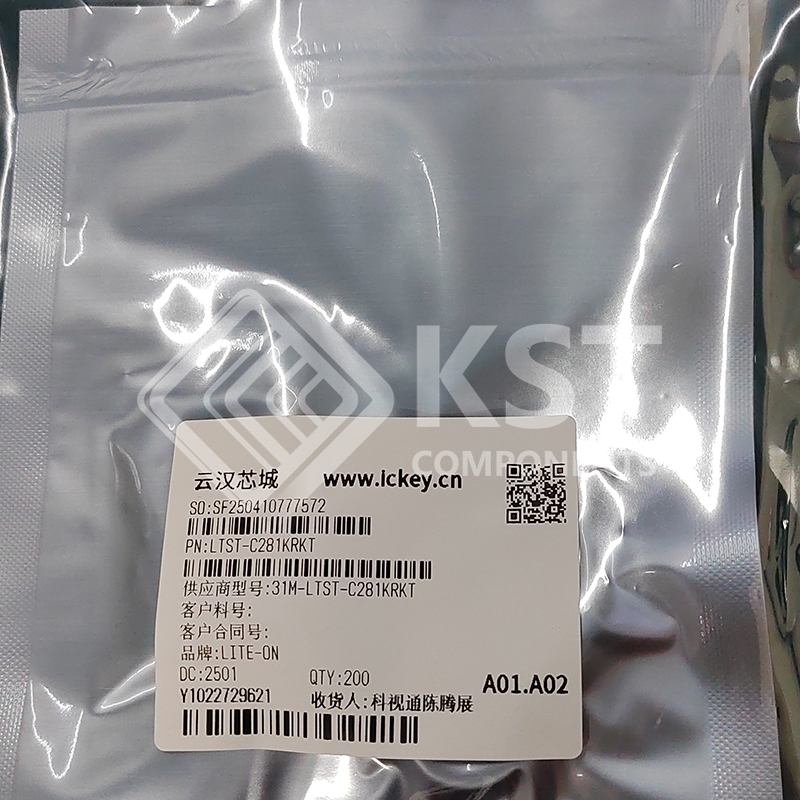 KST
COMPONENTS
云汉芯城 www.ickey.cn
SO:SF250410777572
PN:LTST-C281KRKT
供应商型号:31M-LTST-C281KRKT
客户料号:
客户合同号:
品牌:LITE-ON
DC:2501 QTY:200 A01.A02
Y1022729621 收货人:科视通陈腾展